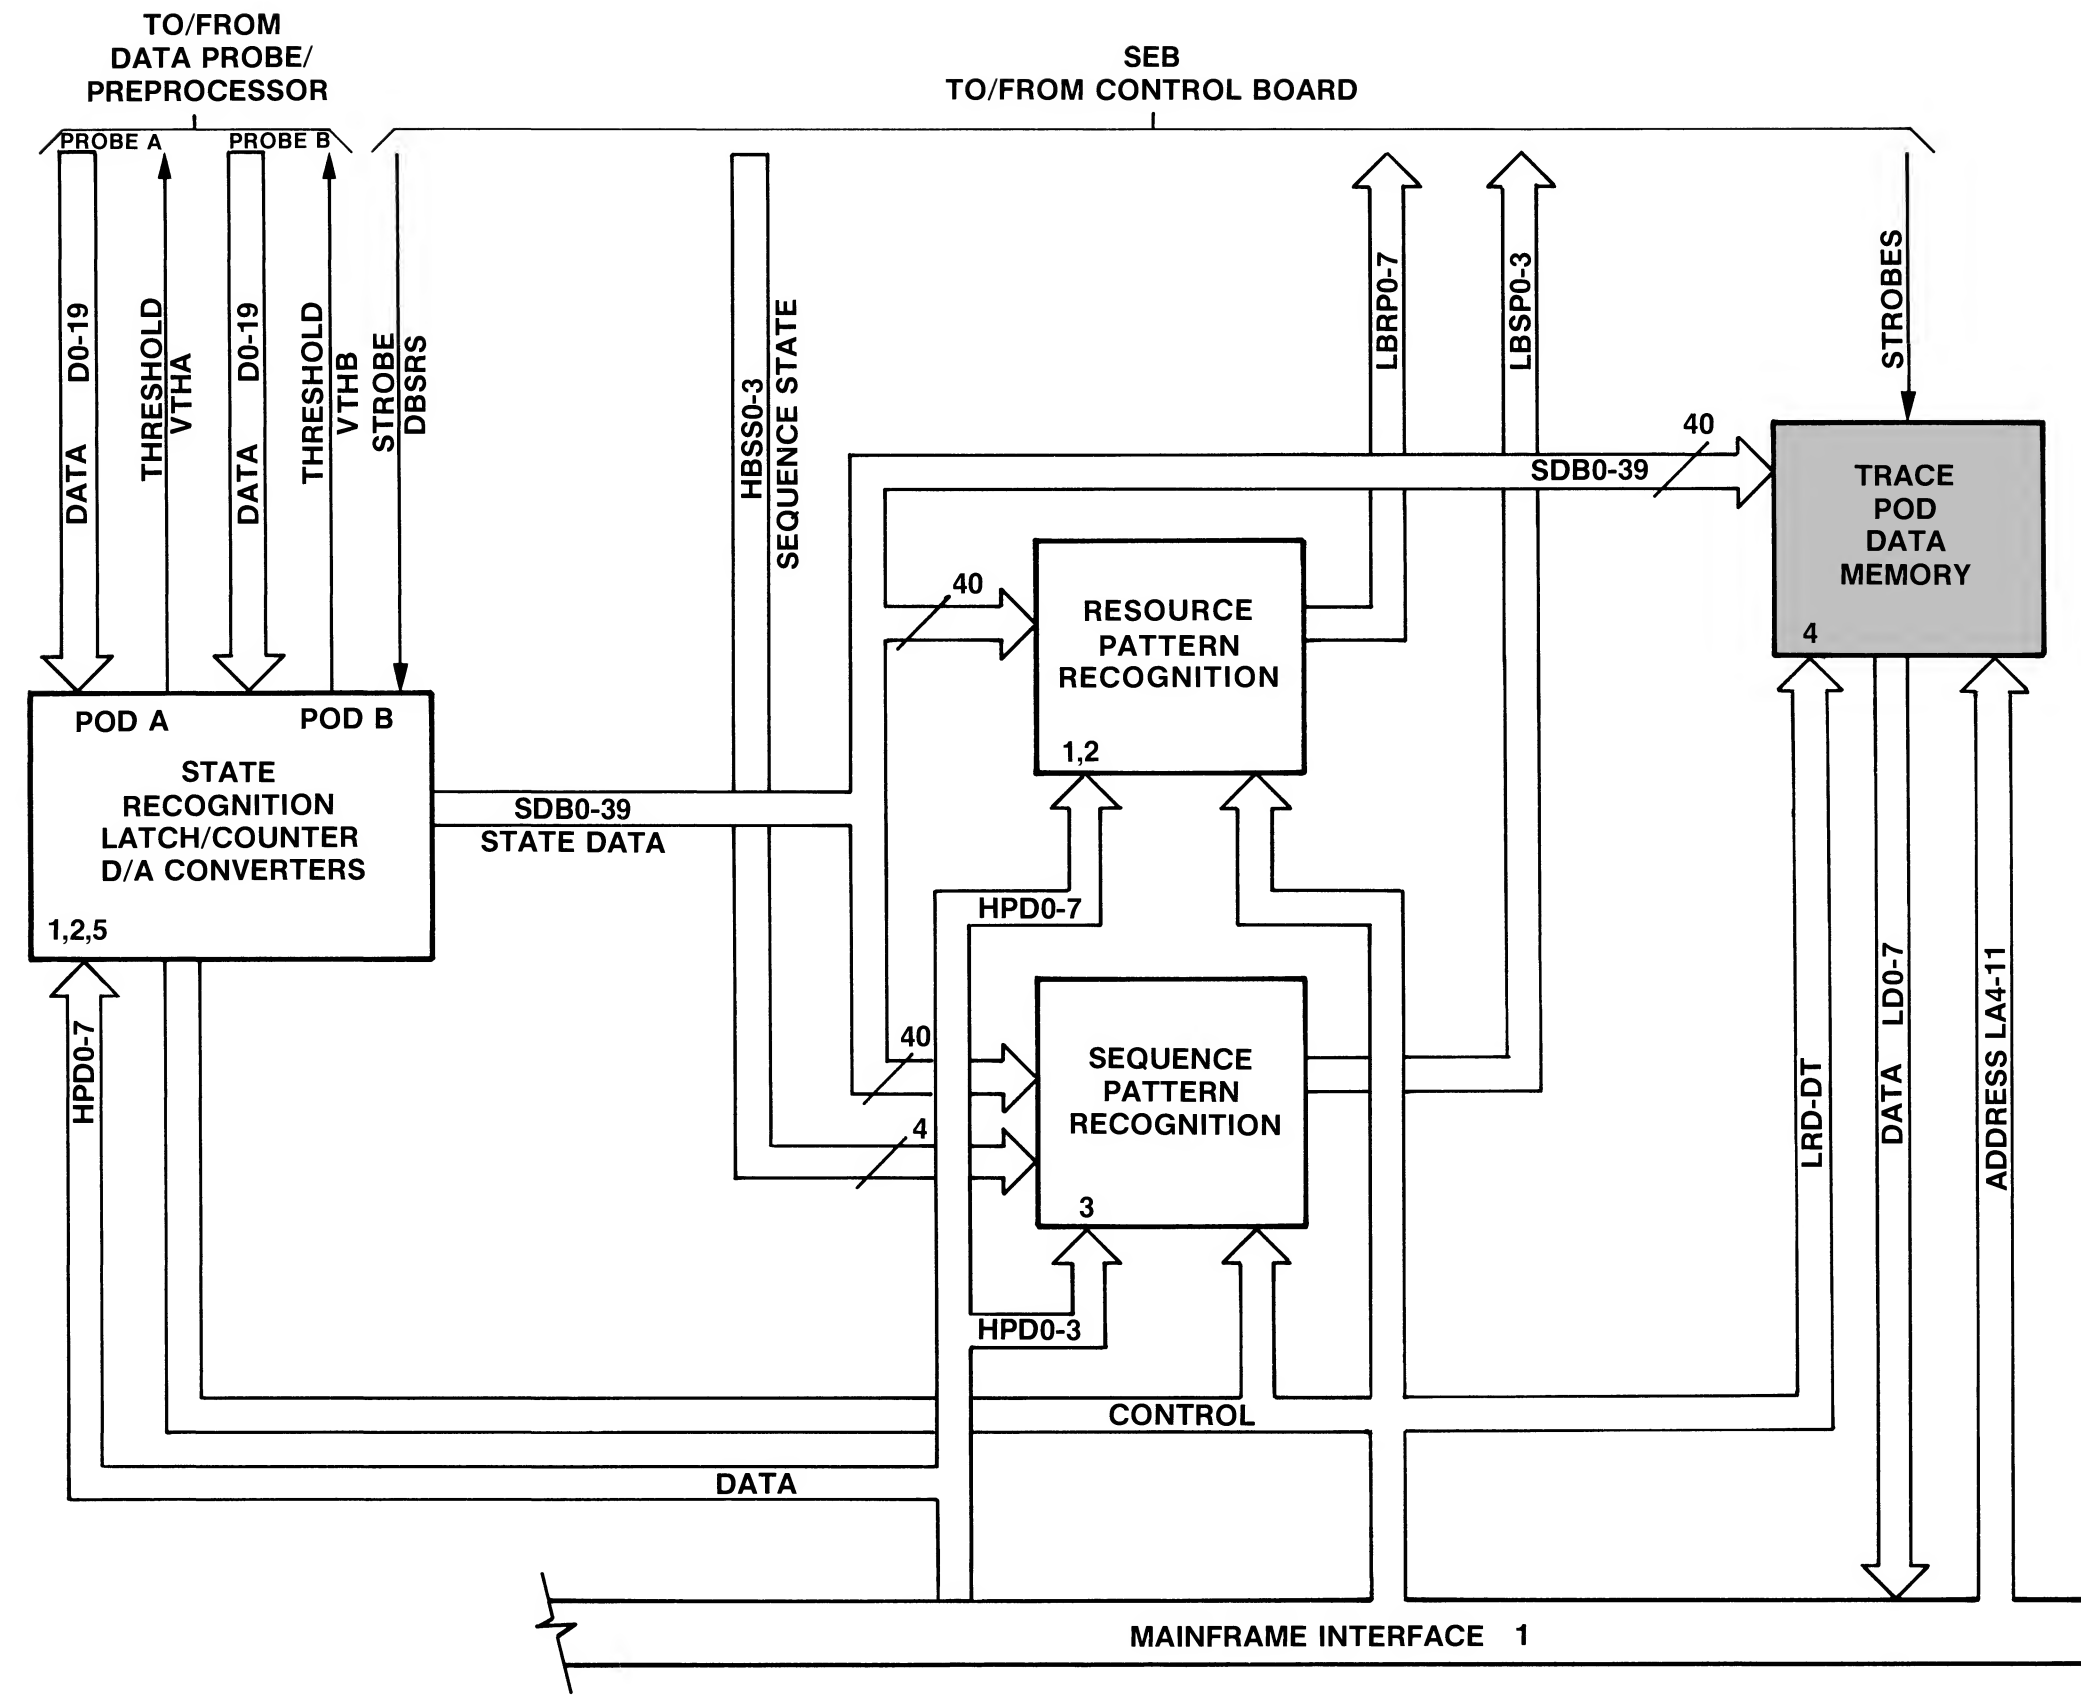 TO/FROM
DATA PROBE/
PREPROCESSOR
SEB
TO/FROM CONTROL BOARD
PROBE A
PROBE B
DATA D0-19
THRESHOLD
VTHA
DATA D0-19
THRESHOLD
VTHB
STROBE
DBSRS
HBSS0-3
SEQUENCE STATE
LBRP0-7
LBSP0-3
STROBES
40
SDB0-39
TRACE
POD
DATA
MEMORY
4
40
RESOURCE
PATTERN
RECOGNITION
1,2
POD A
POD B
STATE
RECOGNITION
LATCH/COUNTER
D/A CONVERTERS
1,2,5
SDB0-39
STATE DATA
HPD0-7
HPD0-7
40
4
SEQUENCE
PATTERN
RECOGNITION
3
HPD0-3
LRD-DT
DATA LD0-7
ADDRESS LA4-11
CONTROL
DATA
MAINFRAME INTERFACE 1